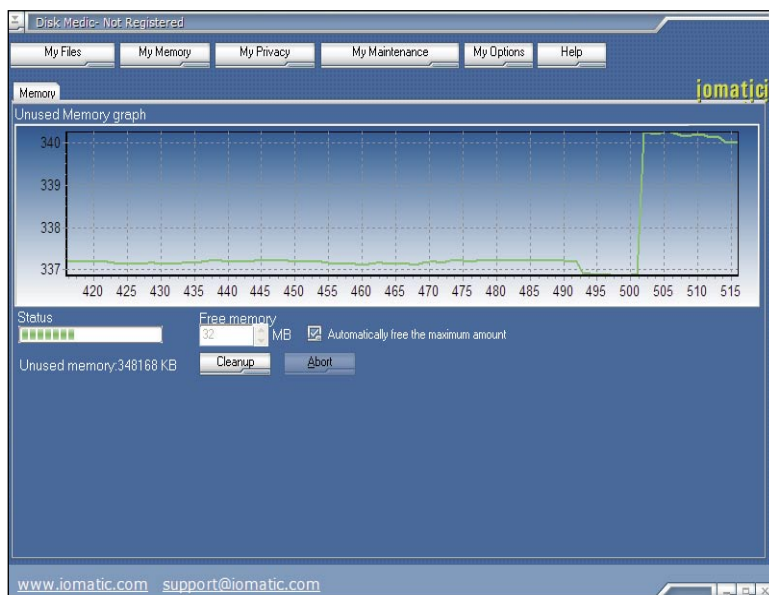 Disk Medic- Not Registered
My Files My Memory My Privacy My Maintenance My Options Help
Memory
Unused Memory graph
340
339
338
337
420 425 430 435 440 445 450 455 460 465 470 475 480 485 490 495 500 505 510 515
Status Free memory
32 MB Automatically free the maximum amount
Unused memory:348168 KB Cleanup Abort
www.iomatic.com support@iomatic.com